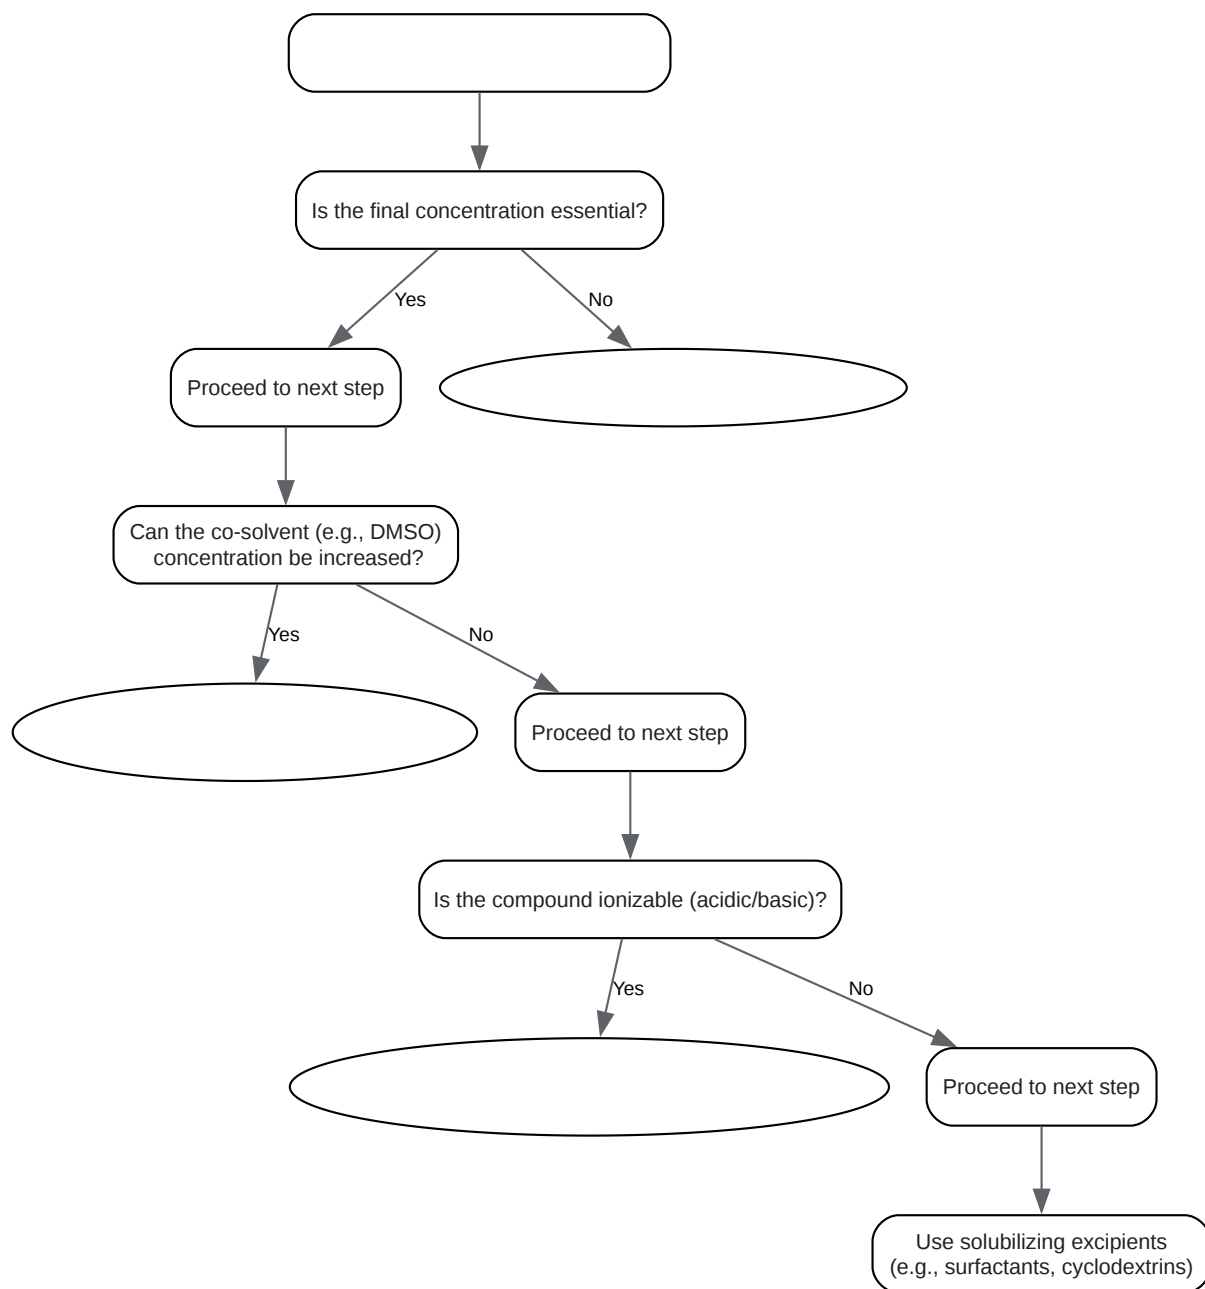 Is the final concentration essential?
Yes
No
Proceed to next step
Can the co-solvent (e.g., DMSO)
concentration be increased?
Yes
No
Proceed to next step
Is the compound ionizable (acidic/basic)?
Yes
No
Proceed to next step
Use solubilizing excipients
(e.g., surfactants, cyclodextrins)